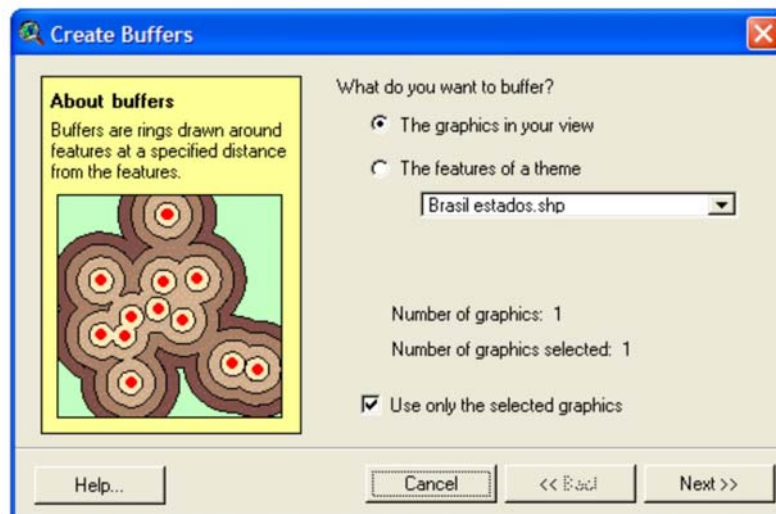 Create Buffers
About buffers
Buffers are rings drawn around
features at a specified distance
from the features.
What do you want to buffer?
The graphics in your view
The features of a theme
Brasil estados.shp
Number of graphics: 1
Number of graphics selected: 1
Use only the selected graphics
Help...
Cancel
<< Back
Next >>